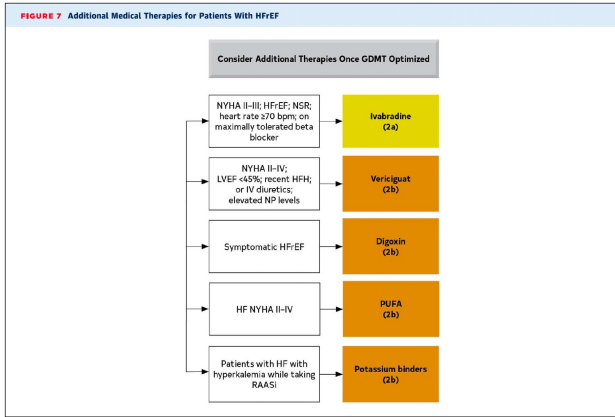 FIGURE 7 Additional Medical Therapies for Patients With HFrEF
Consider Additional Therapies Once GDMT Optimized
NYHA II–III; HFrEF; NSR;
heart rate ≥70 bpm; on
maximally tolerated beta
blocker
Ivabradine
(2a)
NYHA II–IV;
LVEF <45%; recent HFH;
or IV diuretics;
elevated NP levels
Vericiguat
(2b)
Symptomatic HFrEF
Digoxin
(2b)
HF NYHA II–IV
PUFA
(2b)
Patients with HF with
hyperkalemia while taking
RAASi
Potassium binders
(2b)